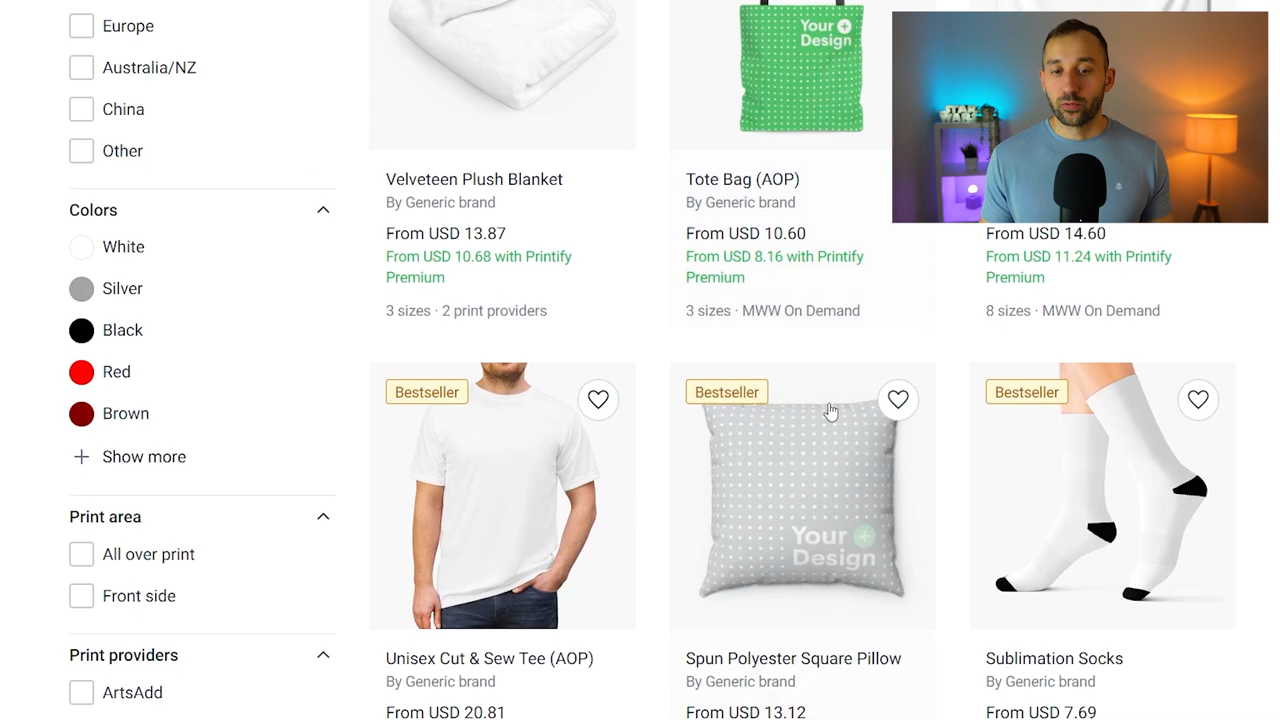 Europe
Australia/NZ
China
Other
Colors
White
Silver
Black
Red
Brown
Show more
Print area
All over print
Front side
Print providers
ArtsAdd
Your
Design
STAR
WARS
Velveteen Plush Blanket
By Generic brand
From USD 13.87
From USD 10.68 with Printify
Premium
3 sizes · 2 print providers
Tote Bag (AOP)
By Generic brand
From USD 10.60
From USD 8.16 with Printify
Premium
3 sizes · MWW On Demand
From USD 14.60
From USD 11.24 with Printify
Premium
8 sizes · MWW On Demand
Bestseller
Unisex Cut & Sew Tee (AOP)
By Generic brand
From USD 20.81
Bestseller
Your
Design
Spun Polyester Square Pillow
By Generic brand
From USD 13.12
Bestseller
Sublimation Socks
By Generic brand
From USD 7.69